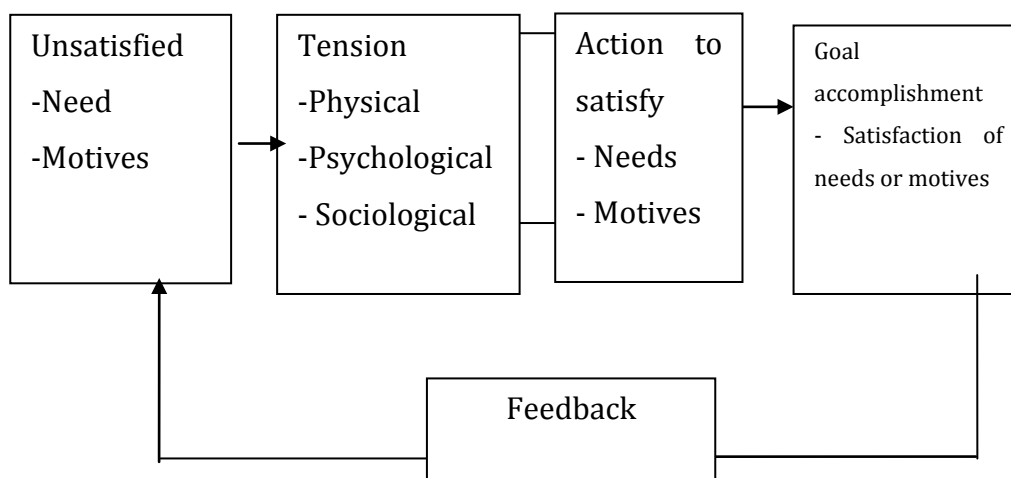 Unsatisfied
-Need
-Motives
Tension
-Physical
-Psychological
- Sociological
Action to
satisfy
- Needs
- Motives
Goal
accomplishment
- Satisfaction of
needs or motives
Feedback